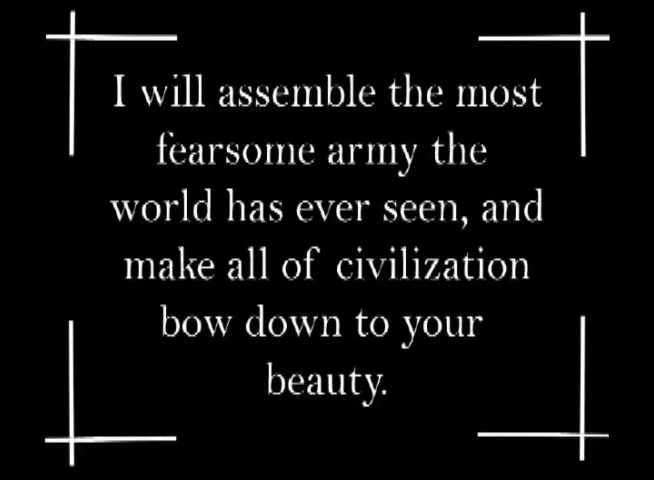 I will assemble the most
fearsome army the
world has ever seen, and
make all of civilization
bow down to your
beauty.